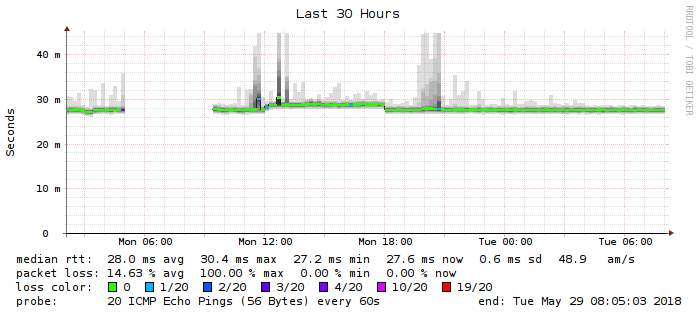 Last 30 Hours
RRDTOOL / TOBI OETIKER
Seconds
40 m
30 m
20 m
10 m
0
Mon 06:00 Mon 12:00 Mon 18:00 Tue 00:00 Tue 06:00
median rtt: 28.0 ms avg 30.4 ms max 27.2 ms min 27.6 ms now 0.6 ms sd 48.9 am/s
packet loss: 14.63 % avg 100.00 % max 0.00 % min 0.00 % now
loss color: 0 1/20 2/20 3/20 4/20 10/20 19/20
probe: 20 ICMP Echo Pings (56 Bytes) every 60s end: Tue May 29 08:05:03 2018